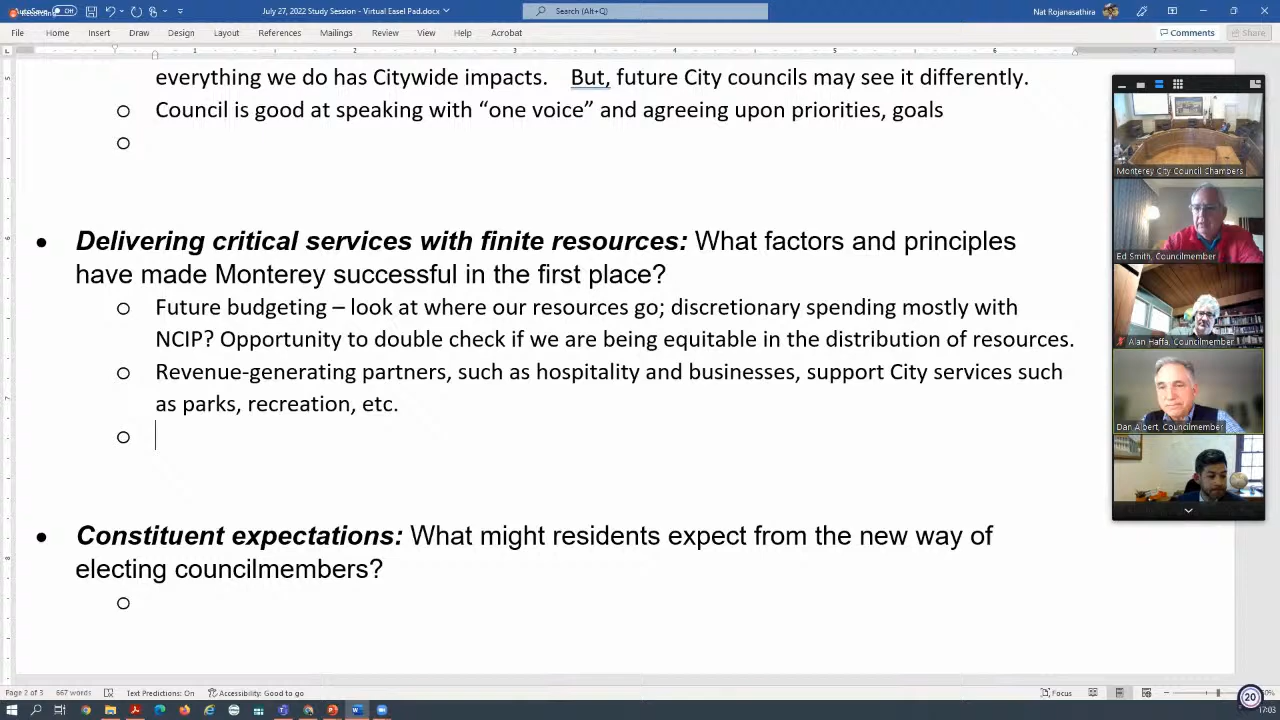 AutoSave
Off
July 27, 2022 Study Session - Virtual Easel Pad.docx
Search (Alt+Q)
Nat Rojanasathira
File
Home
Insert
Draw
Design
Layout
References
Mailings
Review
View
Help
Acrobat
Comments
Share
everything we do has Citywide impacts. But, future City councils may see it differently.
Council is good at speaking with “one voice” and agreeing upon priorities, goals
Delivering critical services with finite resources: What factors and principles
have made Monterey successful in the first place?
Future budgeting – look at where our resources go; discretionary spending mostly with
NCIP? Opportunity to double check if we are being equitable in the distribution of resources.
Revenue-generating partners, such as hospitality and businesses, support City services such
as parks, recreation, etc.
Constituent expectations: What might residents expect from the new way of
electing councilmembers?
Monterey City Council Chambers
Ed Smith, Councilmember
Alan Haffa, Councilmember
Dan Albert, Councilmember
Page 2 of 3
667 words
Text Predictions: On
Accessibility: Good to go
Focus
20
17:03